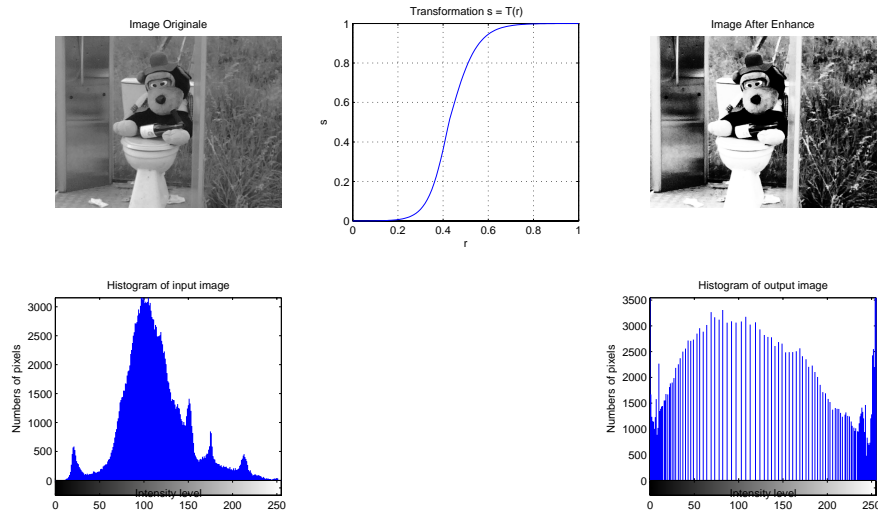 Image Originale
Transformation s = T(r)
Image After Enhance
1
0.8
0.6
0.4
0.2
0
s
0 0.2 0.4 0.6 0.8 1
r
Histogram of input image
3000
2500
2000
1500
1000
500
0
Numbers of pixels
Intensity level
0 50 100 150 200 250
Histogram of output image
3500
3000
2500
2000
1500
1000
500
0
Numbers of pixels
Intensity level
0 50 100 150 200 250